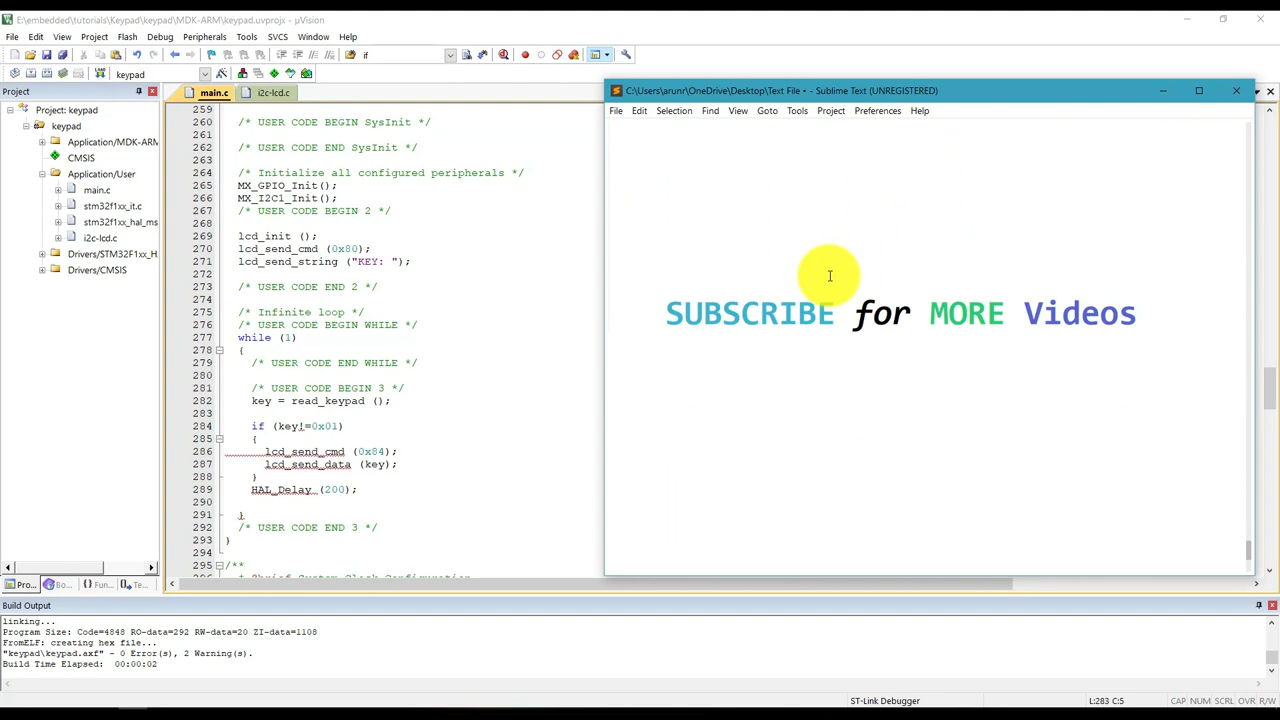 E:\embedded\tutorials\Keypad\keypad\MDK-ARM\keypad.uvprojx - µVision
File Edit View Project Flash Debug Peripherals Tools SVCS Window Help
if
keypad
Project
main.c
i2c-lcd.c
Project: keypad
keypad
Application/MDK-ARM
CMSIS
Application/User
main.c
stm32f1xx_it.c
stm32f1xx_hal_ms
i2c-lcd.c
Drivers/STM32F1xx_H
Drivers/CMSIS
259
260 /* USER CODE BEGIN SysInit */
261
262 /* USER CODE END SysInit */
263
264 /* Initialize all configured peripherals */
265 MX_GPIO_Init();
266 MX_I2C1_Init();
267 /* USER CODE BEGIN 2 */
268
269 lcd_init ();
270 lcd_send_cmd (0x80);
271 lcd_send_string ("KEY: ");
272
273 /* USER CODE END 2 */
274
275 /* Infinite loop */
276 /* USER CODE BEGIN WHILE */
277 while (1)
278 {
279 /* USER CODE END WHILE */
280
281 /* USER CODE BEGIN 3 */
282 key = read_keypad ();
283
284 if (key!=0x01)
285 {
286 lcd_send_cmd (0x84);
287 lcd_send_data (key);
288 }
289 HAL_Delay (200);
290
291 }
292 /* USER CODE END 3 */
293 }
294
295 /**
C:\Users\arunr\OneDrive\Desktop\Text File • - Sublime Text (UNREGISTERED)
File Edit Selection Find View Goto Tools Project Preferences Help
SUBSCRIBE for MORE Videos
Pro... Bo... {} Fun... Te...
Build Output
linking...
Program Size: Code=4848 RO-data=292 RW-data=20 ZI-data=1108
FromELF: creating hex file...
"keypad\keypad.axf" - 0 Error(s), 2 Warning(s).
Build Time Elapsed: 00:00:02
ST-Link Debugger
L:283 C:5
CAP NUM SCRL OVR R/W